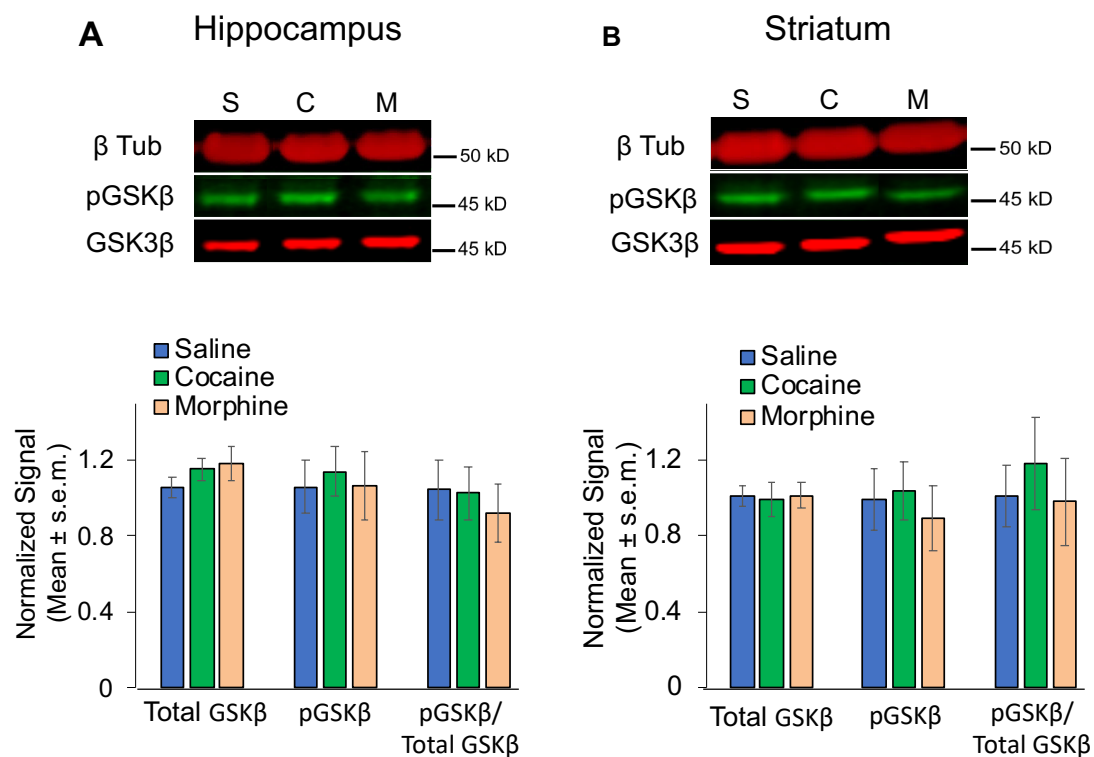 A Hippocampus
S C M
β Tub
50 kD
pGSKβ
45 kD
GSK3β
45 kD
Saline
Cocaine
Morphine
Normalized Signal
(Mean ± s.e.m.)
1.2
0.8
0.4
0
Total GSKβ
pGSKβ
pGSKβ/
Total GSKβ
B Striatum
S C M
β Tub
50 kD
pGSKβ
45 kD
GSK3β
45 kD
Saline
Cocaine
Morphine
Normalized Signal
(Mean ± s.e.m.)
1.2
0.8
0.4
0
Total GSKβ
pGSKβ
pGSKβ/
Total GSKβ